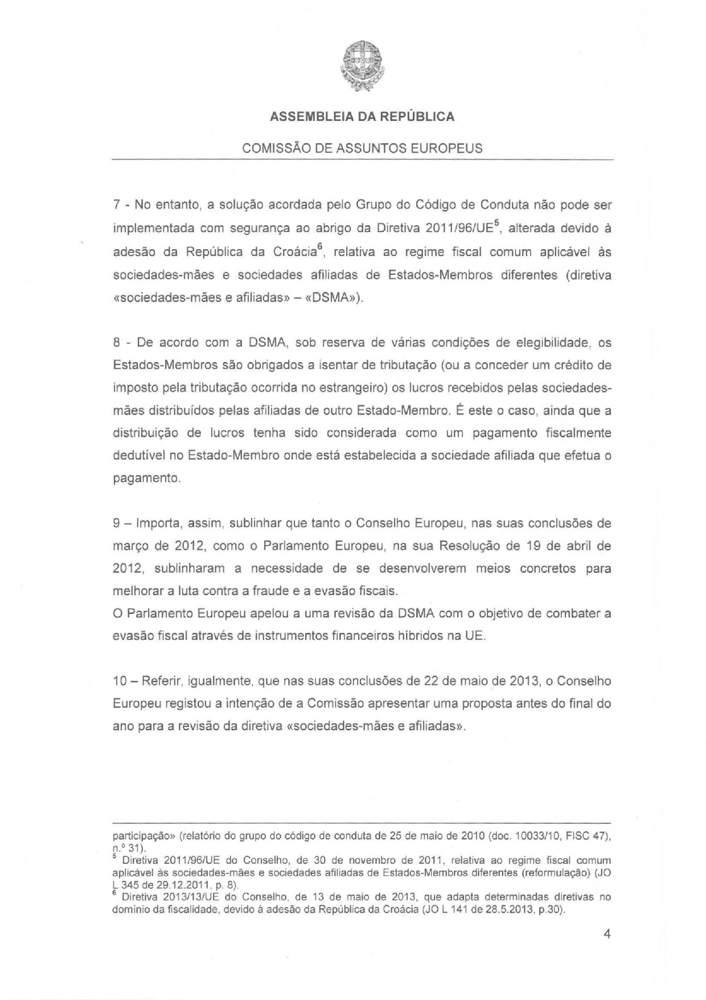 ASSEMBLEIA DA REPÚBLICA
COMISSÃO DE ASSUNTOS EUROPEUS
7 - No entanto, a solução acordada pelo Grupo do Código de Conduta não pode ser
implementada com segurança ao abrigo da Diretiva 2011/96/UE⁵, alterada devido à
adesão da República da Croácia⁶, relativa ao regime fiscal comum aplicável às
sociedades-mães e sociedades afiliadas de Estados-Membros diferentes (diretiva
«sociedades-mães e afiliadas» – «DSMA»).
8 - De acordo com a DSMA, sob reserva de várias condições de elegibilidade, os
Estados-Membros são obrigados a isentar de tributação (ou a conceder um crédito de
imposto pela tributação ocorrida no estrangeiro) os lucros recebidos pelas sociedades-
mães distribuídos pelas afiliadas de outro Estado-Membro. É este o caso, ainda que a
distribuição de lucros tenha sido considerada como um pagamento fiscalmente
dedutível no Estado-Membro onde está estabelecida a sociedade afiliada que efetua o
pagamento.
9 – Importa, assim, sublinhar que tanto o Conselho Europeu, nas suas conclusões de
março de 2012, como o Parlamento Europeu, na sua Resolução de 19 de abril de
2012, sublinharam a necessidade de se desenvolverem meios concretos para
melhorar a luta contra a fraude e a evasão fiscais.
O Parlamento Europeu apelou a uma revisão da DSMA com o objetivo de combater a
evasão fiscal através de instrumentos financeiros híbridos na UE.
10 – Referir, igualmente, que nas suas conclusões de 22 de maio de 2013, o Conselho
Europeu registou a intenção de a Comissão apresentar uma proposta antes do final do
ano para a revisão da diretiva «sociedades-mães e afiliadas».
participação» (relatório do grupo do código de conduta de 25 de maio de 2010 (doc. 10033/10, FISC 47),
n.º 31).
⁵ Diretiva 2011/96/UE do Conselho, de 30 de novembro de 2011, relativa ao regime fiscal comum
aplicável às sociedades-mães e sociedades afiliadas de Estados-Membros diferentes (reformulação) (JO
L 345 de 29.12.2011, p. 8).
⁶ Diretiva 2013/13/UE do Conselho, de 13 de maio de 2013, que adapta determinadas diretivas no
domínio da fiscalidade, devido à adesão da República da Croácia (JO L 141 de 28.5.2013, p.30).
4